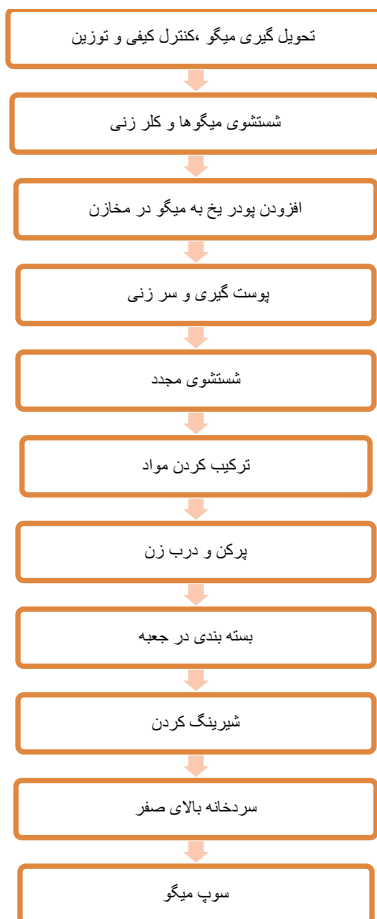 تحویل گیری میگو ،کنترل کیفی و توزین
شستشوی میگوها و کلر زنی
افزودن پودر یخ به میگو در مخازن
پوست گیری و سر زنی
شستشوی مجدد
ترکیب کردن مواد
پرکن و درب زن
بسته بندی در جعبه
شیرینگ کردن
سردخانه بالای صفر
سوپ میگو